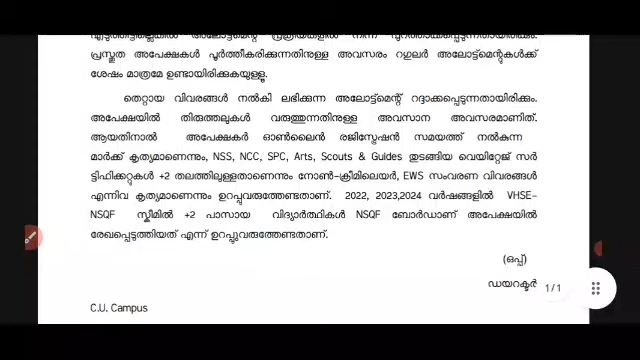 പ്രസ്തുത അപേക്ഷകൾ പൂർത്തീകരിക്കുന്നതിനുള്ള അവസരം റഗുലർ അലോട്ട്മെന്റുകൾക്ക്
ശേഷം മാത്രമേ ഉണ്ടായിരിക്കുകയുള്ളൂ.
തെറ്റായ വിവരങ്ങൾ നൽകി ലഭിക്കുന്ന അലോട്ട്മെന്റ് റദ്ദാക്കപ്പെടുന്നതായിരിക്കും.
അപേക്ഷയിൽ തിരുത്തലുകൾ വരുത്തുന്നതിനുള്ള അവസാന അവസരമാണിത്.
ആയതിനാൽ അപേക്ഷകർ ഓൺലൈൻ രജിസ്ട്രേഷൻ സമയത്ത് നൽകുന്ന
മാർക്ക് കൃത്യമാണെന്നും, NSS, NCC, SPC, Arts, Scouts & Guides തുടങ്ങിയ വെയിറ്റേജ് സർ
ട്ടിഫിക്കറ്റുകൾ +2 തലത്തിലുള്ളതാണെന്നും നോൺ-ക്രീമിലെയർ, EWS സംവരണ വിവരങ്ങൾ
എന്നിവ കൃത്യമാണെന്നും ഉറപ്പുവരുത്തേണ്ടതാണ്. 2022, 2023,2024 വർഷങ്ങളിൽ VHSE-
NSQF സ്കീമിൽ +2 പാസായ വിദ്യാർത്ഥികൾ NSQF ബോർഡാണ് അപേക്ഷയിൽ
രേഖപ്പെടുത്തിയത് എന്ന് ഉറപ്പുവരുത്തേണ്ടതാണ്.
(ഒപ്പ്)
ഡയറക്ടർ
1/1
C.U. Campus